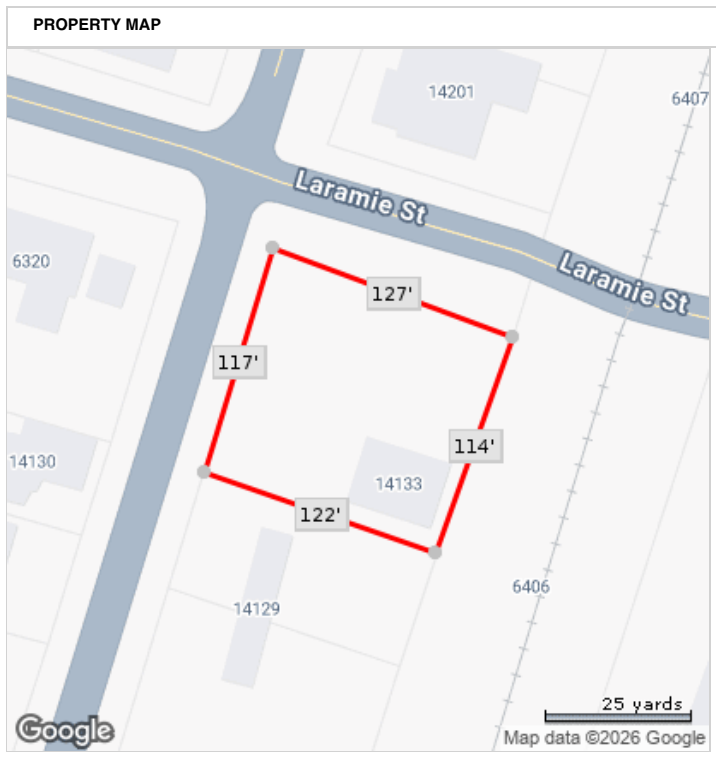 PROPERTY MAP
14201
6407
Laramie St
6320
127'
Laramie St
117'
114'
14130
14133
122'
6406
14129
25 yards
Google
Map data ©2026 Google